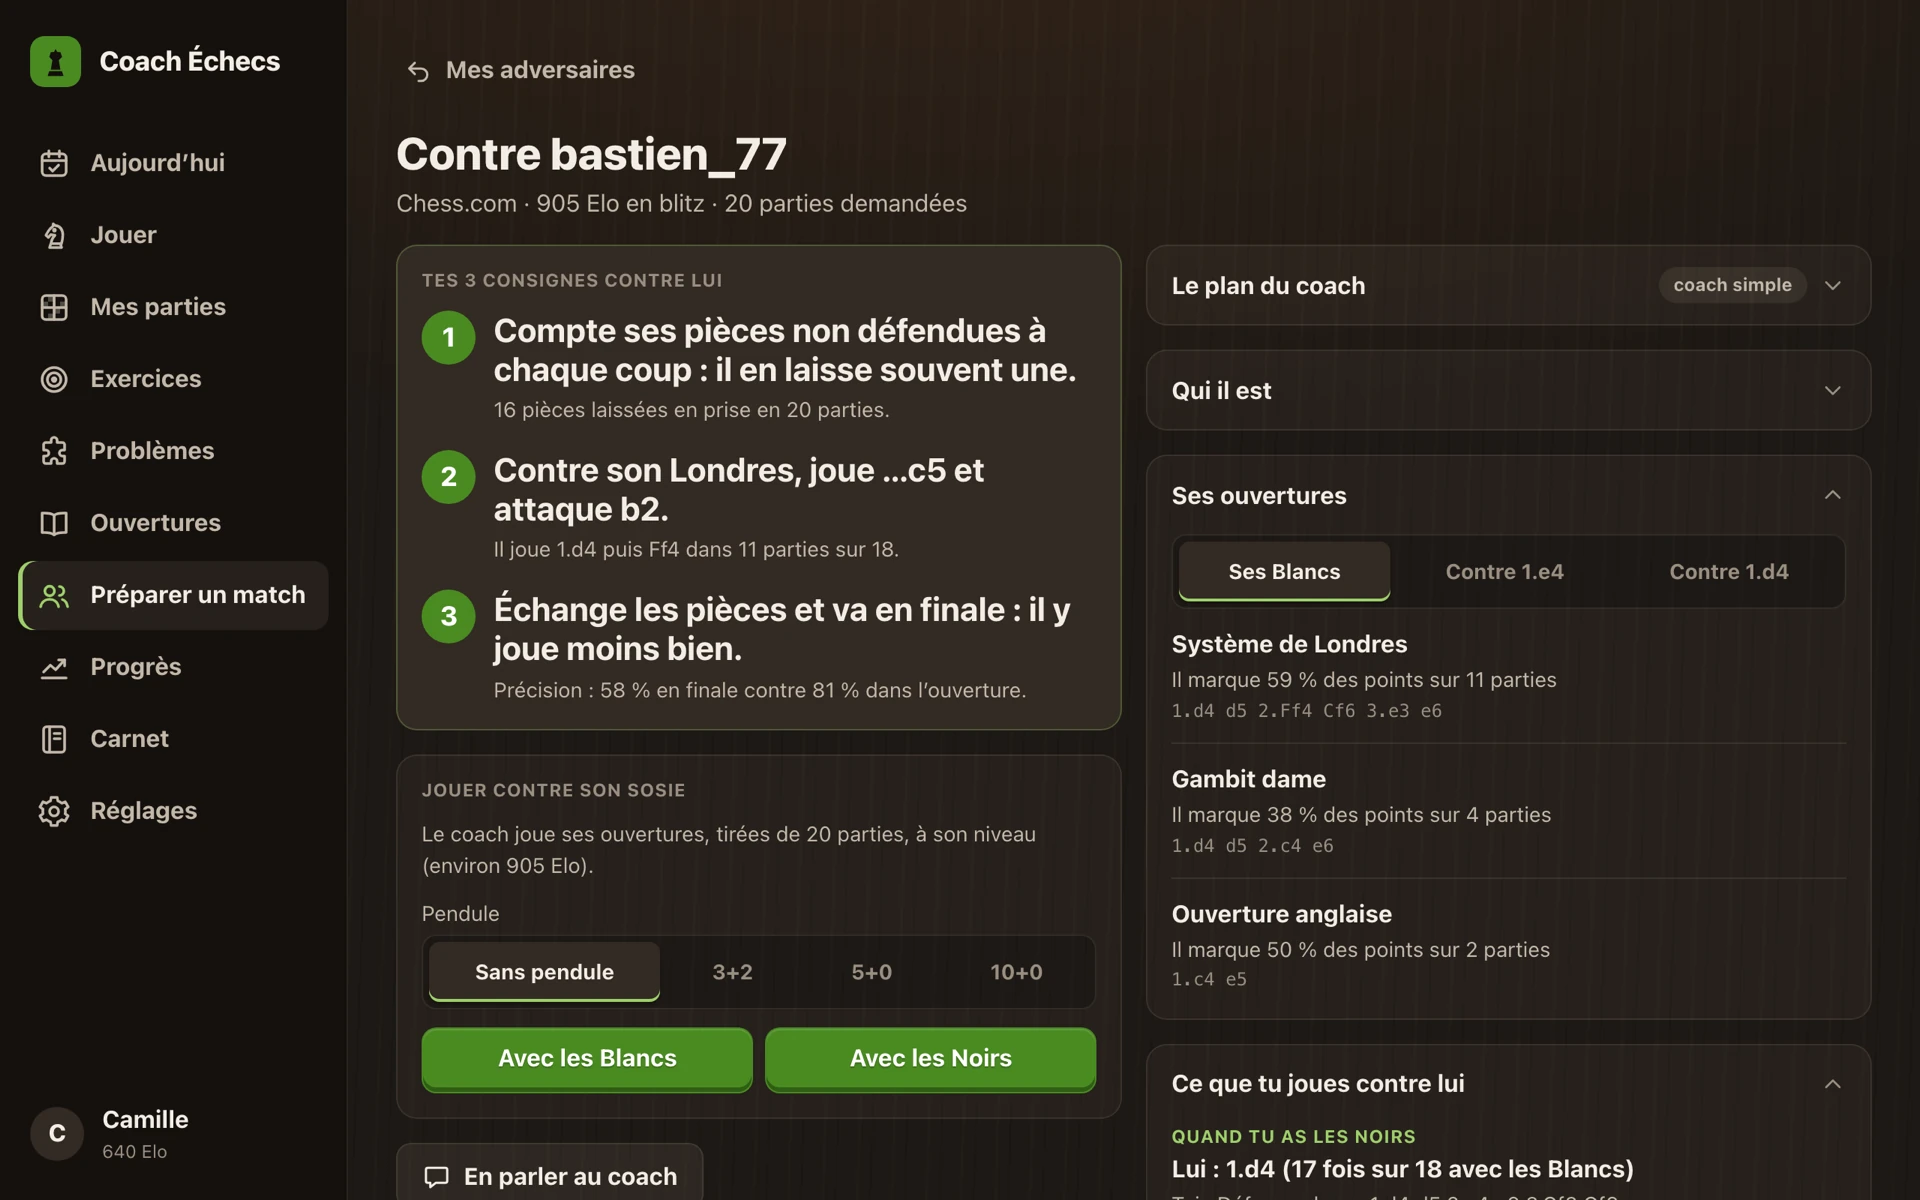 Coach Échecs
Aujourd’hui
Jouer
Mes parties
Exercices
Problèmes
Ouvertures
Préparer un match
Progrès
Carnet
Réglages
C
Camille
640 Elo
Mes adversaires
Contre bastien_77
Chess.com · 905 Elo en blitz · 20 parties demandées
TES 3 CONSIGNES CONTRE LUI
1
Compte ses pièces non défendues à
chaque coup : il en laisse souvent une.
16 pièces laissées en prise en 20 parties.
2
Contre son Londres, joue ...c5 et
attaque b2.
Il joue 1.d4 puis Ff4 dans 11 parties sur 18.
3
Échange les pièces et va en finale : il y
joue moins bien.
Précision : 58 % en finale contre 81 % dans l’ouverture.
JOUER CONTRE SON SOSIE
Le coach joue ses ouvertures, tirées de 20 parties, à son niveau
(environ 905 Elo).
Pendule
Sans pendule
3+2
5+0
10+0
Avec les Blancs
Avec les Noirs
En parler au coach
Le plan du coach
coach simple
Qui il est
Ses ouvertures
Ses Blancs
Contre 1.e4
Contre 1.d4
Système de Londres
Il marque 59 % des points sur 11 parties
1.d4 d5 2.Ff4 Cf6 3.e3 e6
Gambit dame
Il marque 38 % des points sur 4 parties
1.d4 d5 2.c4 e6
Ouverture anglaise
Il marque 50 % des points sur 2 parties
1.c4 e5
Ce que tu joues contre lui
QUAND TU AS LES NOIRS
Lui : 1.d4 (17 fois sur 18 avec les Blancs)